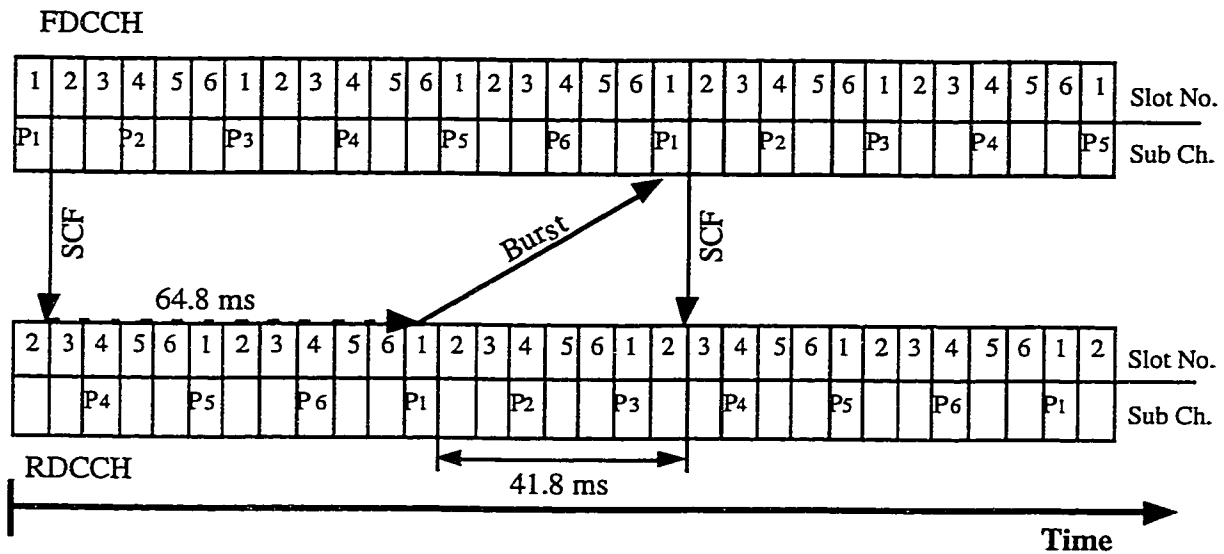 FDCCH
1 2 3 4 5 6 1 2 3 4 5 6 1 2 3 4 5 6 1 2 3 4 5 6 1 2 3 4 5 6 1 Slot No.
P1 P2 P3 P4 P5 P6 P1 P2 P3 P4 P5 Sub Ch.
SCF Burst SCF
64.8 ms
2 3 4 5 6 1 2 3 4 5 6 1 2 3 4 5 6 1 2 3 4 5 6 1 2 3 4 5 6 1 2 Slot No.
P4 P5 P6 P1 P2 P3 P4 P5 P6 P1 Sub Ch.
RDCCH
41.8 ms
Time